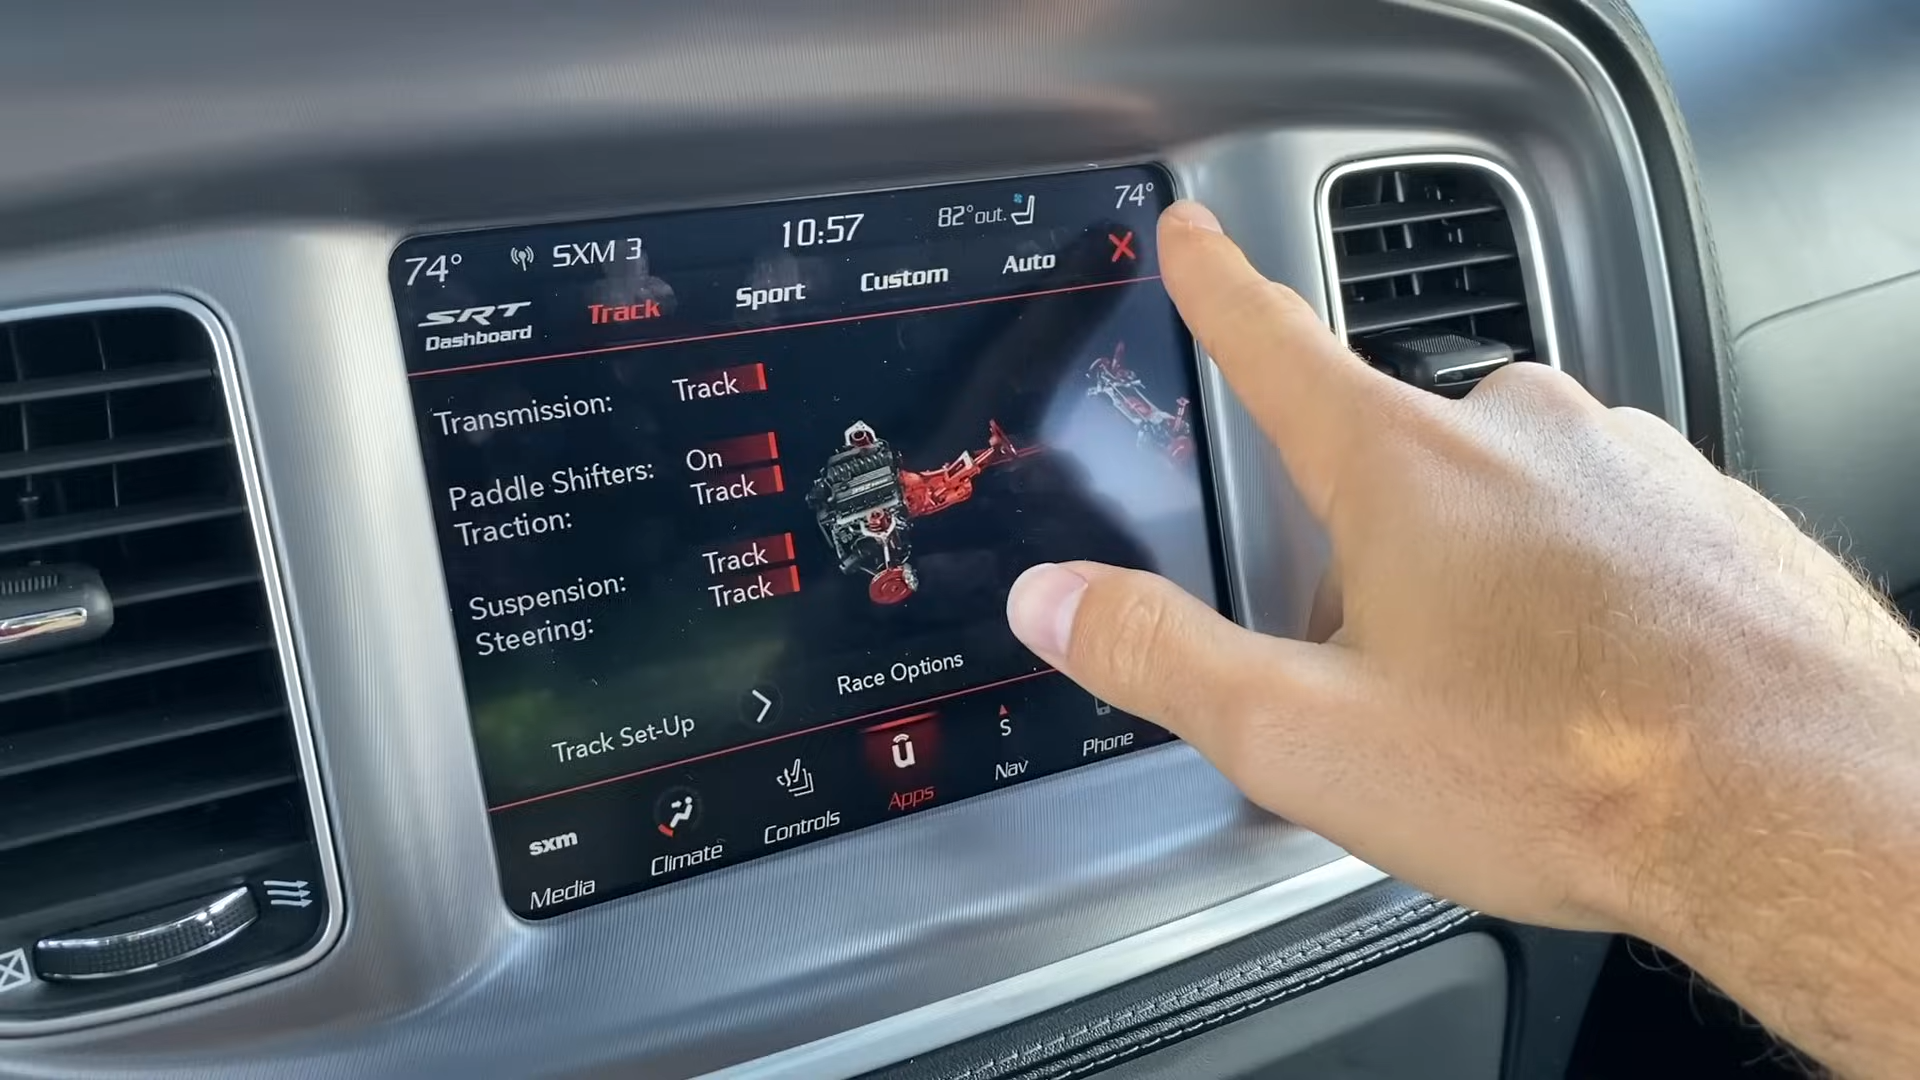 74° SXM 3 10:57 82°out. 74°
SRT Dashboard Track Sport Custom Auto X
Transmission: Track
Paddle Shifters: On
Traction: Track
Suspension: Track
Steering: Track
Track Set-Up Race Options
sxm S
Media Climate Controls Apps Nav Phone